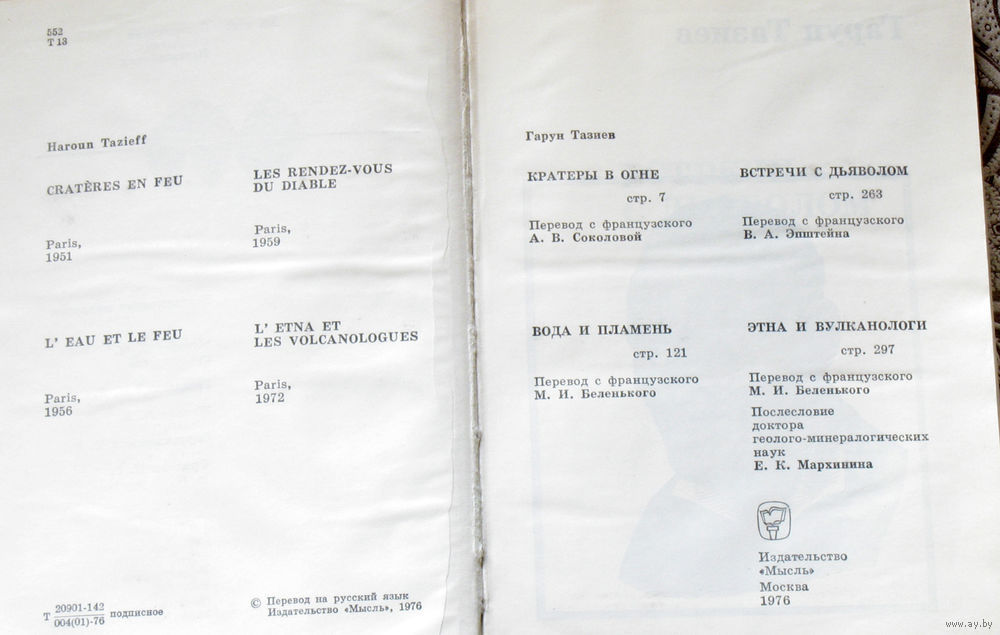 552
Т 13
Haroun Tazieff
CRATÈRES EN FEU
Paris,
1951
LES RENDEZ-VOUS
DU DIABLE
Paris,
1959
L' EAU ET LE FEU
Paris,
1956
L' ETNA ET
LES VOLCANOLOGUES
Paris,
1972
Т 20901-142 подписное
004(01)-76
© Перевод на русский язык
Издательство «Мысль», 1976
Гарун Тазиев
Гарун Тазиев
КРАТЕРЫ В ОГНЕ
стр. 7
Перевод с французского
А. В. Соколовой
ВСТРЕЧИ С ДЬЯВОЛОМ
стр. 263
Перевод с французского
В. А. Эпштейна
ВОДА И ПЛАМЕНЬ
стр. 121
Перевод с французского
М. И. Беленького
ЭТНА И ВУЛКАНОЛОГИ
стр. 297
Перевод с французского
М. И. Беленького
Послесловие
доктора
геолого-минералогических
наук
Е. К. Мархинина
Издательство
«Мысль»
Москва
1976
www.ay.by